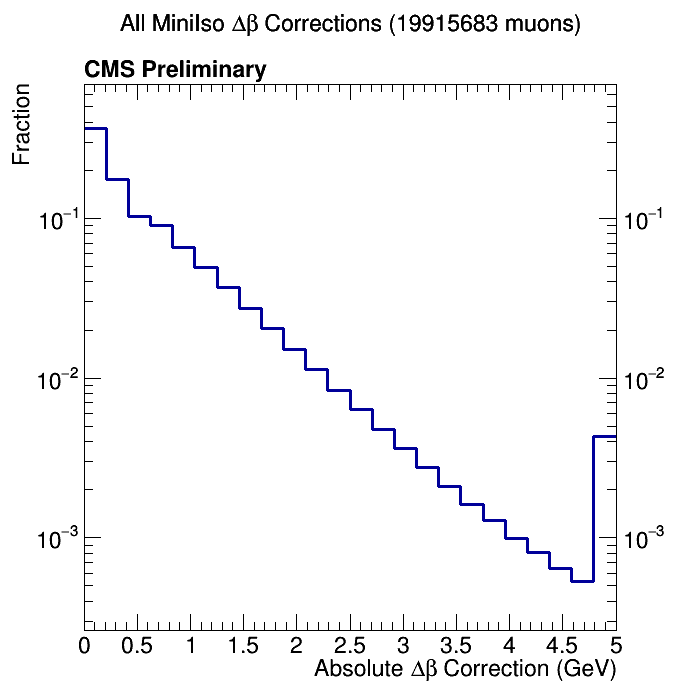 All MiniIso Δβ Corrections (19915683 muons)
CMS Preliminary
Fraction
10⁻¹ 10⁻¹
10⁻² 10⁻²
10⁻³ 10⁻³
0 0.5 1 1.5 2 2.5 3 3.5 4 4.5 5
Absolute Δβ Correction (GeV)